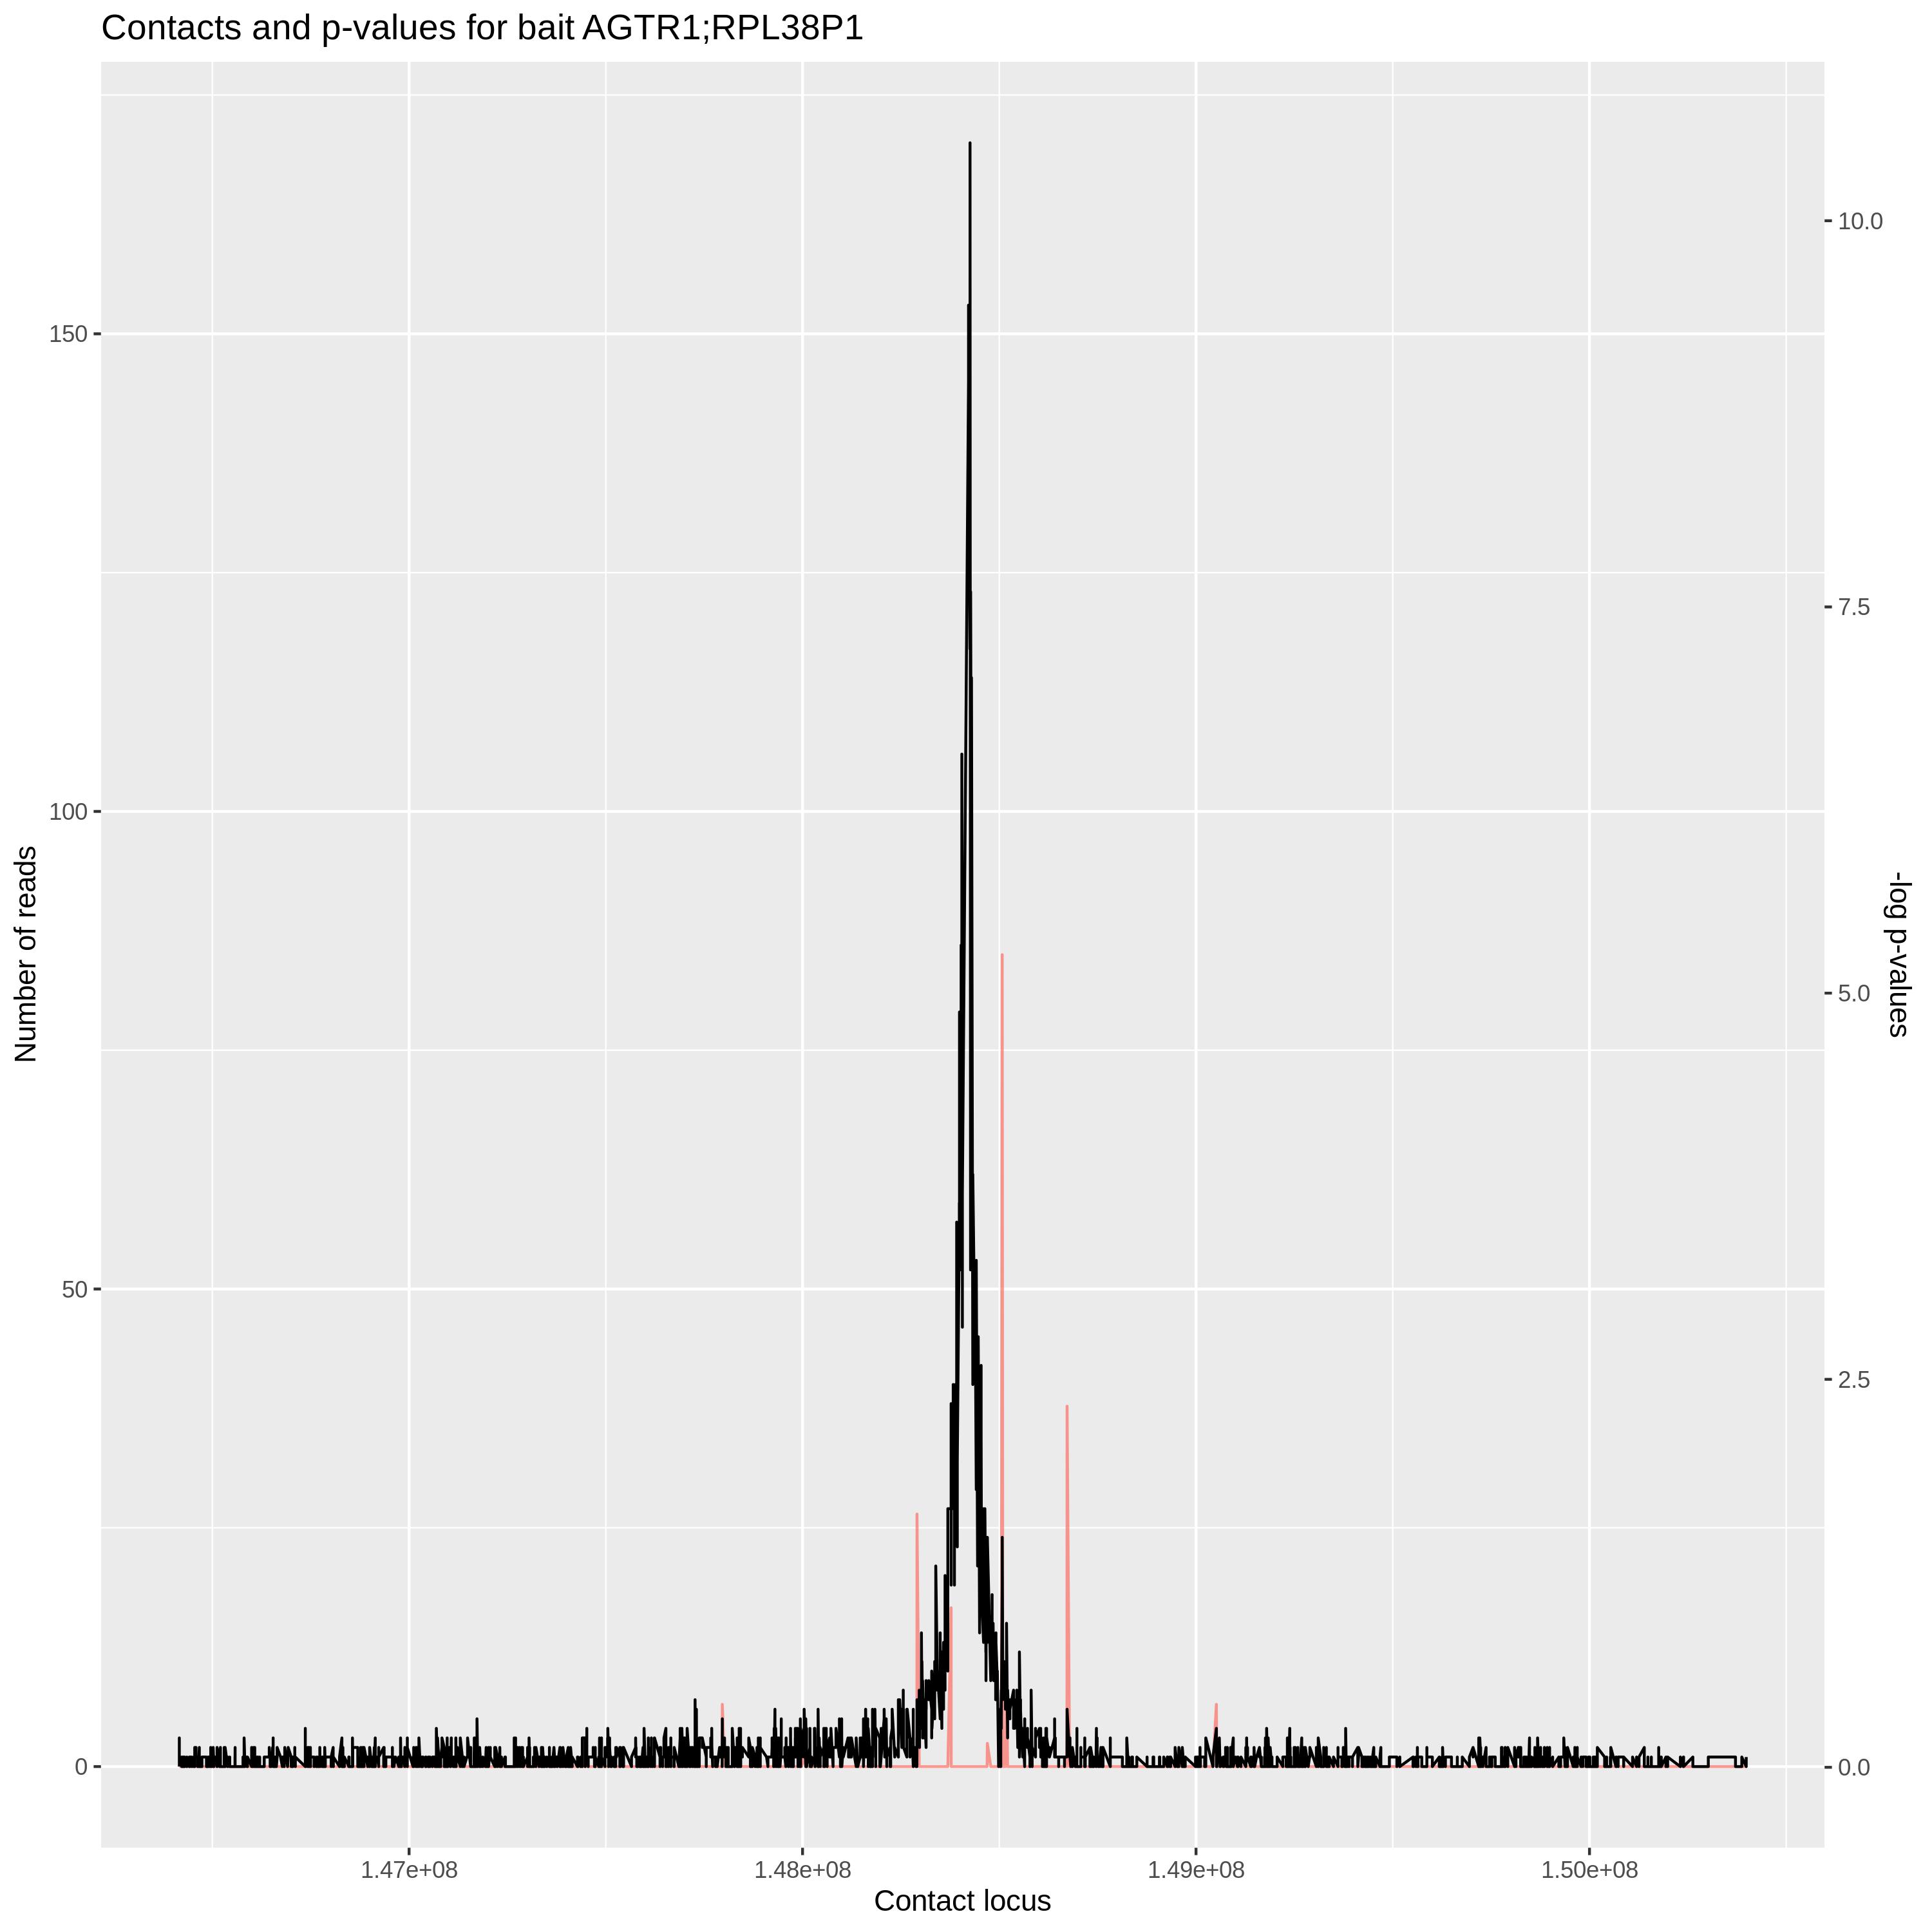 Contacts and p-values for bait AGTR1;RPL38P1
10.0
150
7.5
100
Number of reads
-log p-values
5.0
50
2.5
0
0.0
1.47e+08
1.48e+08
1.49e+08
1.50e+08
Contact locus